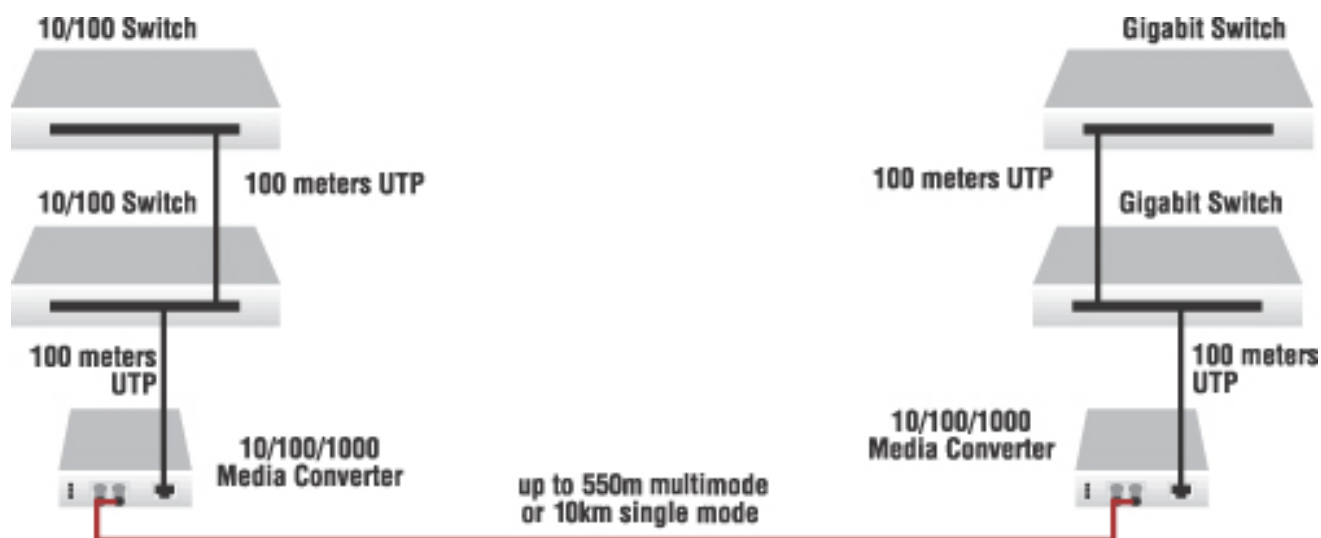 10/100 Switch
Gigabit Switch
100 meters UTP
100 meters UTP
10/100 Switch
Gigabit Switch
100 meters
UTP
100 meters
UTP
10/100/1000
Media Converter
10/100/1000
Media Converter
up to 550m multimode
or 10km single mode